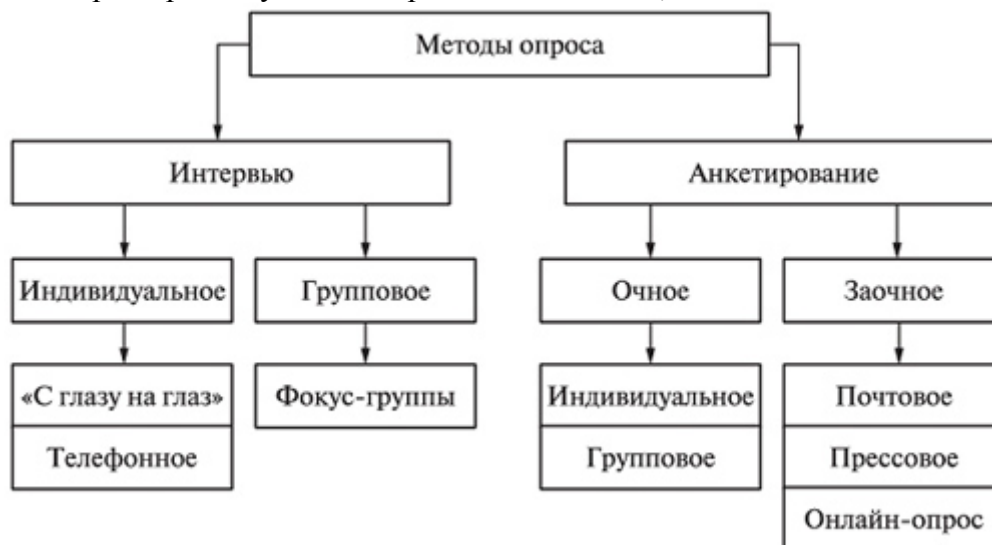 Методы опроса
Интервью
Анкетирование
Индивидуальное
Групповое
Очное
Заочное
«С глазу на глаз»
Фокус-группы
Индивидуальное
Почтовое
Телефонное
Групповое
Прессовое
Онлайн-опрос